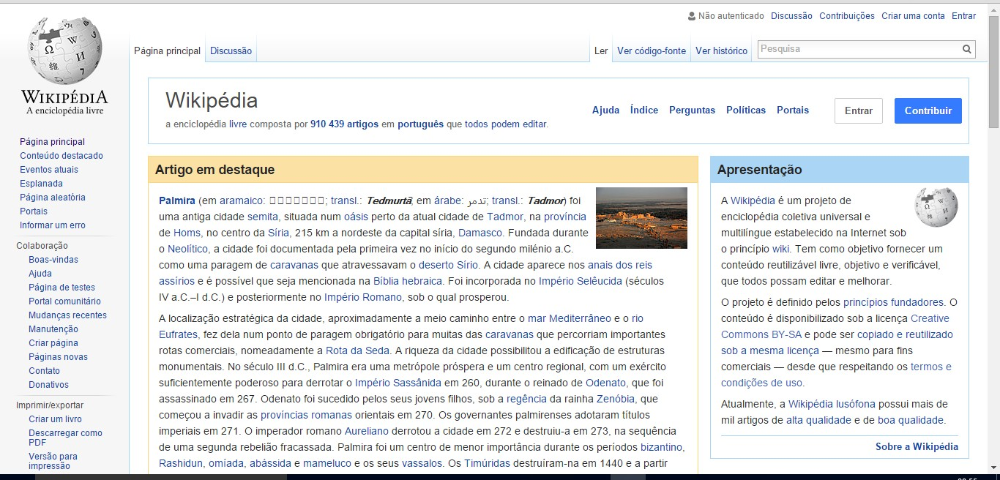 Não autenticado Discussão Contribuições Criar uma conta Entrar
WIKIPÉDIA
A enciclopédia livre
Página principal Discussão Ler Ver código-fonte Ver histórico Pesquisa
Página principal
Conteúdo destacado
Eventos atuais
Esplanada
Página aleatória
Portais
Informar um erro
Colaboração
Boas-vindas
Ajuda
Página de testes
Portal comunitário
Mudanças recentes
Manutenção
Criar página
Páginas novas
Contato
Donativos
Imprimir/exportar
Criar um livro
Descarregar como
PDF
Versão para
impressão
Wikipédia
a enciclopédia livre composta por 910 439 artigos em português que todos podem editar.
Ajuda Índice Perguntas Políticas Portais Entrar Contribuir
Artigo em destaque
Palmira (em aramaico: ; transl.: Tedmurtā, em árabe: تدمر; transl.: Tadmor) foi
uma antiga cidade semita, situada num oásis perto da atual cidade de Tadmor, na província
de Homs, no centro da Síria, 215 km a nordeste da capital síria, Damasco. Fundada durante
o Neolítico, a cidade foi documentada pela primeira vez no início do segundo milénio a.C.
como uma paragem de caravanas que atravessavam o deserto Sírio. A cidade aparece nos anais dos reis
assírios e é possível que seja mencionada na Bíblia hebraica. Foi incorporada no Império Selêucida (séculos
IV a.C.–I d.C.) e posteriormente no Império Romano, sob o qual prosperou.
A localização estratégica da cidade, aproximadamente a meio caminho entre o mar Mediterrâneo e o rio
Eufrates, fez dela num ponto de paragem obrigatório para muitas das caravanas que percorriam importantes
rotas comerciais, nomeadamente a Rota da Seda. A riqueza da cidade possibilitou a edificação de estruturas
monumentais. No século III d.C., Palmira era uma metrópole próspera e um centro regional, com um exército
suficientemente poderoso para derrotar o Império Sassânida em 260, durante o reinado de Odenato, que foi
assassinado em 267. Odenato foi sucedido pelos seus jovens filhos, sob a regência da rainha Zenóbia, que
começou a invadir as províncias romanas orientais em 270. Os governantes palmirenses adotaram títulos
imperiais em 271. O imperador romano Aureliano derrotou a cidade em 272 e destruiu-a em 273, na sequência
de uma segunda rebelião fracassada. Palmira foi um centro de menor importância durante os períodos bizantino,
Rashidun, omíada, abássida e mameluco e os seus vassalos. Os Timúridas destruíram-na em 1440 e a partir
Apresentação
A Wikipédia é um projeto de
enciclopédia coletiva universal e
multilíngue estabelecido na Internet sob
o princípio wiki. Tem como objetivo fornecer um
conteúdo reutilizável livre, objetivo e verificável,
que todos possam editar e melhorar.
O projeto é definido pelos princípios fundadores. O
conteúdo é disponibilizado sob a licença Creative
Commons BY-SA e pode ser copiado e reutilizado
sob a mesma licença — mesmo para fins
comerciais — desde que respeitando os termos e
condições de uso.
Atualmente, a Wikipédia lusófona possui mais de
mil artigos de alta qualidade e de boa qualidade.
Sobre a Wikipédia